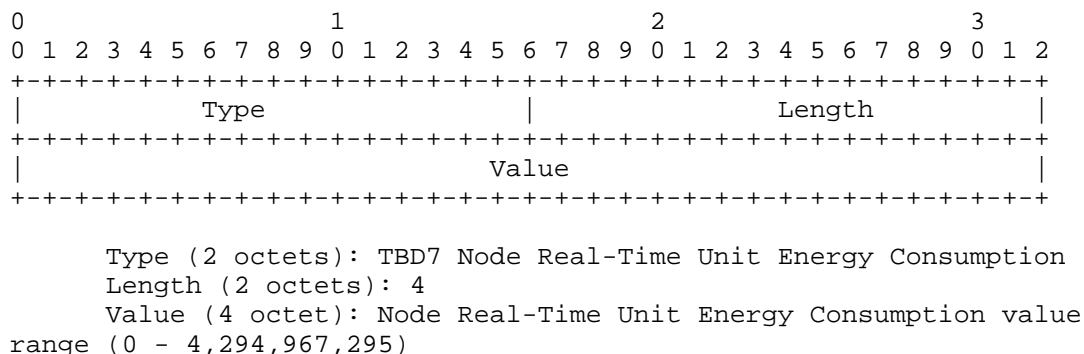 0                   1                   2                   3
0 1 2 3 4 5 6 7 8 9 0 1 2 3 4 5 6 7 8 9 0 1 2 3 4 5 6 7 8 9 0 1 2
+-+-+-+-+-+-+-+-+-+-+-+-+-+-+-+-+-+-+-+-+-+-+-+-+-+-+-+-+-+-+-+-+
|           Type                |               Length          |
+-+-+-+-+-+-+-+-+-+-+-+-+-+-+-+-+-+-+-+-+-+-+-+-+-+-+-+-+-+-+-+-+
|                             Value                             |
+-+-+-+-+-+-+-+-+-+-+-+-+-+-+-+-+-+-+-+-+-+-+-+-+-+-+-+-+-+-+-+-+
Type (2 octets): TBD7 Node Real-Time Unit Energy Consumption
Length (2 octets): 4
Value (4 octet): Node Real-Time Unit Energy Consumption value
range (0 - 4,294,967,295)